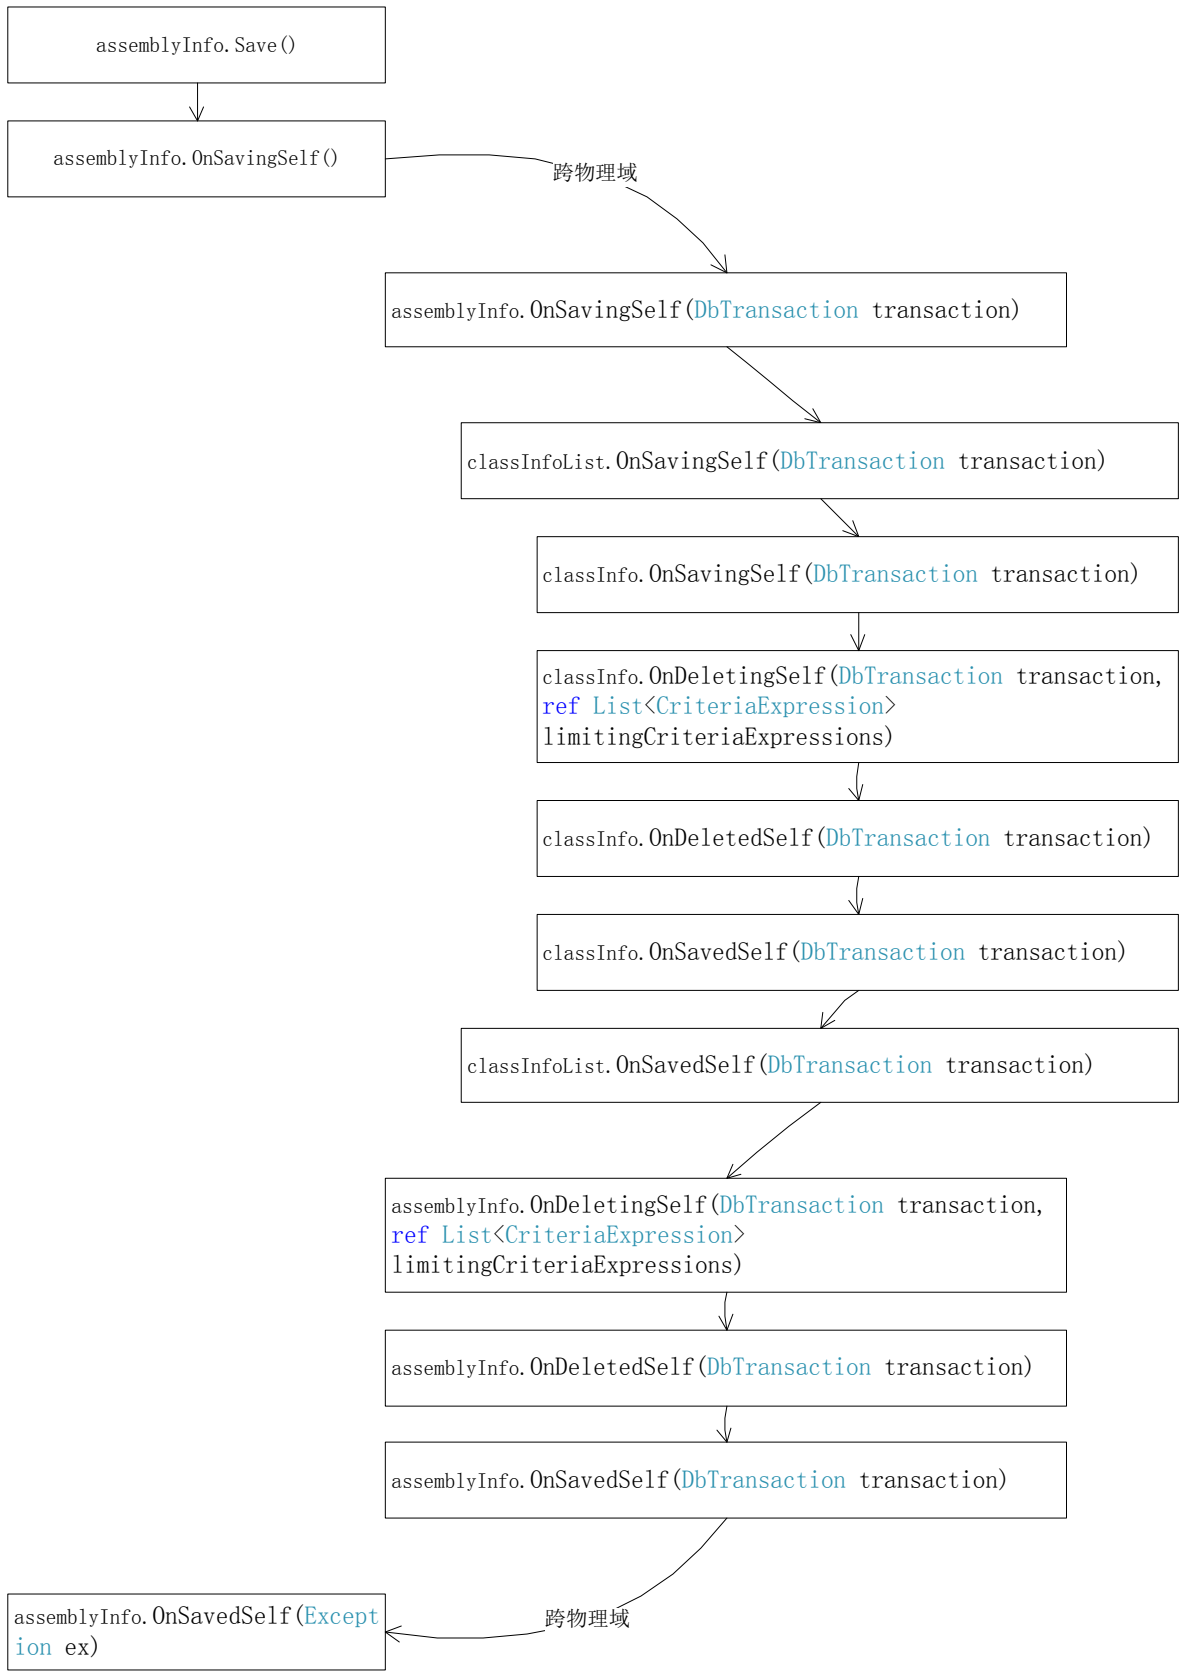 assemblyInfo.Save()
assemblyInfo.OnSavingSelf()
跨物理域
assemblyInfo.OnSavingSelf(DbTransaction transaction)
classInfoList.OnSavingSelf(DbTransaction transaction)
classInfo.OnSavingSelf(DbTransaction transaction)
classInfo.OnDeletingSelf(DbTransaction transaction,
ref List<CriteriaExpression>
limitingCriteriaExpressions)
classInfo.OnDeletedSelf(DbTransaction transaction)
classInfo.OnSavedSelf(DbTransaction transaction)
classInfoList.OnSavedSelf(DbTransaction transaction)
assemblyInfo.OnDeletingSelf(DbTransaction transaction,
ref List<CriteriaExpression>
limitingCriteriaExpressions)
assemblyInfo.OnDeletedSelf(DbTransaction transaction)
assemblyInfo.OnSavedSelf(DbTransaction transaction)
跨物理域
assemblyInfo.OnSavedSelf(Except
ion ex)